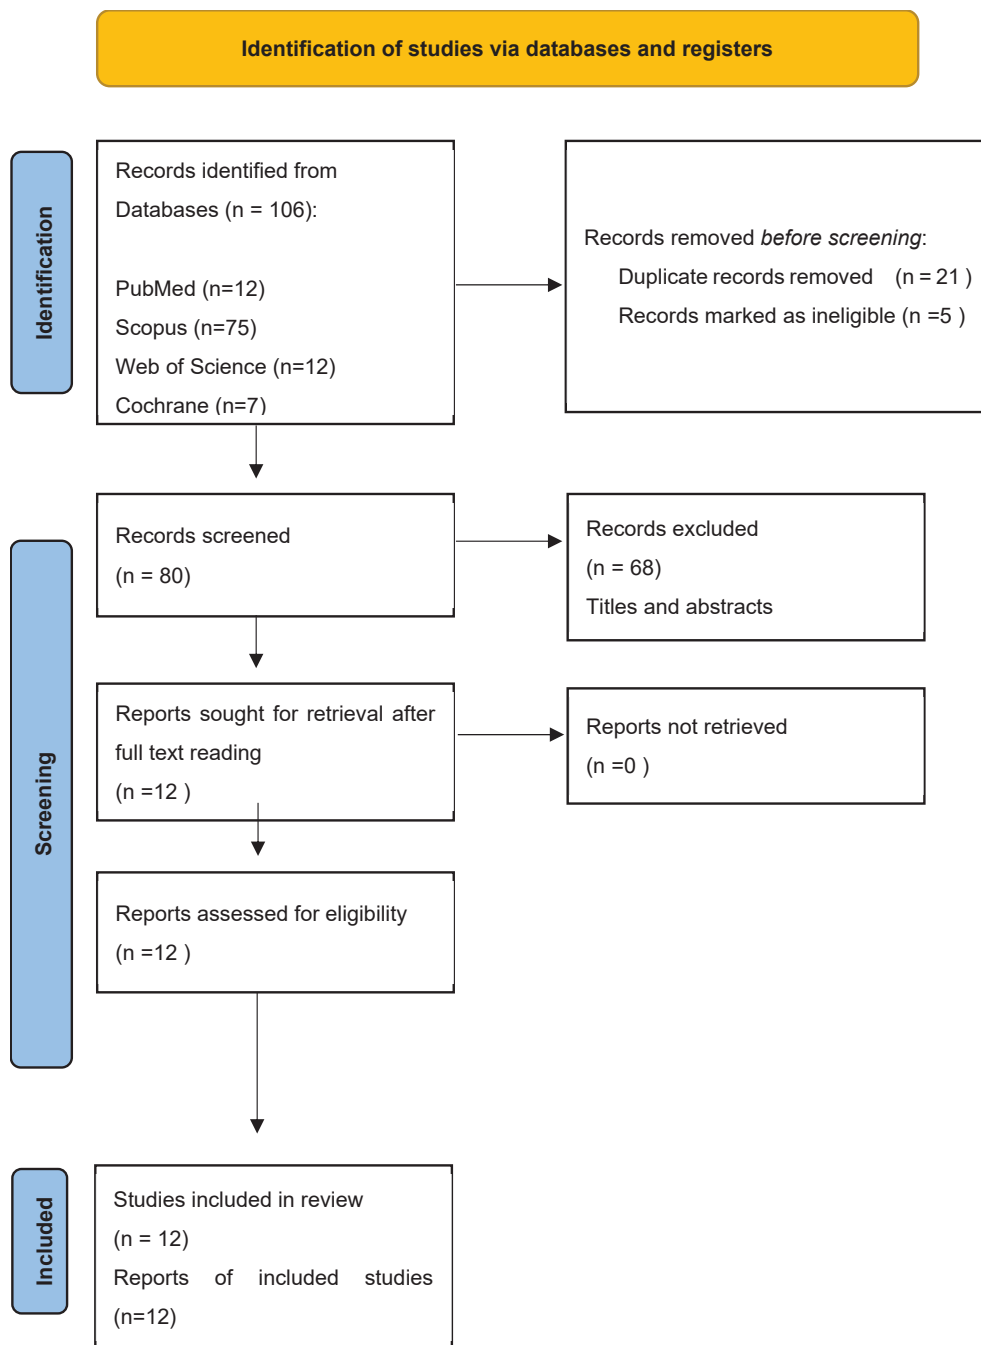 Identification of studies via databases and registers
Identification
Records identified from
Databases (n = 106):
PubMed (n=12)
Scopus (n=75)
Web of Science (n=12)
Cochrane (n=7)
Records removed before screening:
Duplicate records removed (n = 21 )
Records marked as ineligible (n =5 )
Screening
Records screened
(n = 80)
Records excluded
(n = 68)
Titles and abstracts
Reports sought for retrieval after
full text reading
(n =12 )
Reports not retrieved
(n =0 )
Reports assessed for eligibility
(n =12 )
Included
Studies included in review
(n = 12)
Reports of included studies
(n=12)